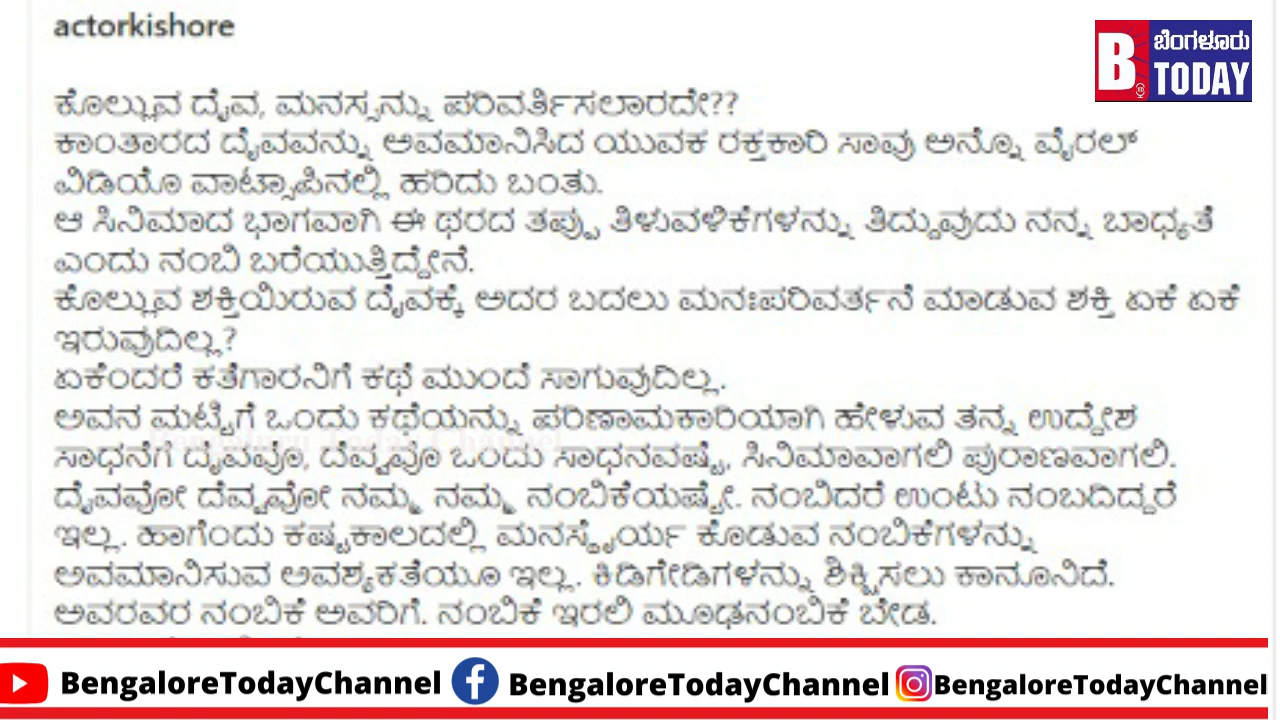 actorkishore
B
ಬೆಂಗಳೂರು
TODAY
ಕೊಲ್ಲುವ ದೈವ, ಮನಸ್ಸನ್ನು ಪರಿವರ್ತಿಸಲಾರದೇ??
ಕಾಂತಾರದ ದೈವವನ್ನು ಅವಮಾನಿಸಿದ ಯುವಕ ರಕ್ತಕಾರಿ ಸಾವು ಅನ್ನೊ ವೈರಲ್
ವಿಡಿಯೊ ವಾಟ್ಸಾಪಿನಲ್ಲಿ ಹರಿದು ಬಂತು.
ಆ ಸಿನಿಮಾದ ಭಾಗವಾಗಿ ಈ ಥರದ ತಪ್ಪು ತಿಳುವಳಿಕೆಗಳನ್ನು ತಿದ್ದುವುದು ನನ್ನ ಬಾಧ್ಯತೆ
ಎಂದು ನಂಬಿ ಬರೆಯುತ್ತಿದ್ದೇನೆ.
ಕೊಲ್ಲುವ ಶಕ್ತಿಯಿರುವ ದೈವಕ್ಕೆ ಅದರ ಬದಲು ಮನಃಪರಿವರ್ತನೆ ಮಾಡುವ ಶಕ್ತಿ ಏಕೆ ಏಕೆ
ಇರುವುದಿಲ್ಲ?
ಏಕೆಂದರೆ ಕತೆಗಾರನಿಗೆ ಕಥೆ ಮುಂದೆ ಸಾಗುವುದಿಲ್ಲ.
ಅವನ ಮಟ್ಟಿಗೆ ಒಂದು ಕಥೆಯನ್ನು ಪರಿಣಾಮಕಾರಿಯಾಗಿ ಹೇಳುವ ತನ್ನ ಉದ್ದೇಶ
ಸಾಧನೆಗೆ ದೈವವೂ, ದೆವ್ವವೂ ಒಂದು ಸಾಧನವಷ್ಟೆ, ಸಿನಿಮಾವಾಗಲಿ ಪುರಾಣವಾಗಲಿ.
ದೈವವೋ ದೆವ್ವವೋ ನಮ್ಮ ನಮ್ಮ ನಂಬಿಕೆಯಷ್ಟೇ. ನಂಬಿದರೆ ಉಂಟು ನಂಬದಿದ್ದರೆ
ಇಲ್ಲ. ಹಾಗೆಂದು ಕಷ್ಟಕಾಲದಲ್ಲಿ ಮನಸ್ಥೈರ್ಯ ಕೊಡುವ ನಂಬಿಕೆಗಳನ್ನು
ಅವಮಾನಿಸುವ ಅವಶ್ಯಕತೆಯೂ ಇಲ್ಲ. ಕಿಡಿಗೇಡಿಗಳನ್ನು ಶಿಕ್ಷಿಸಲು ಕಾನೂನಿದೆ.
ಅವರವರ ನಂಬಿಕೆ ಅವರಿಗೆ. ನಂಬಿಕೆ ಇರಲಿ ಮೂಢನಂಬಿಕೆ ಬೇಡ.
BengaloreTodayChannel BengaloreTodayChannel BengaloreTodayChannel